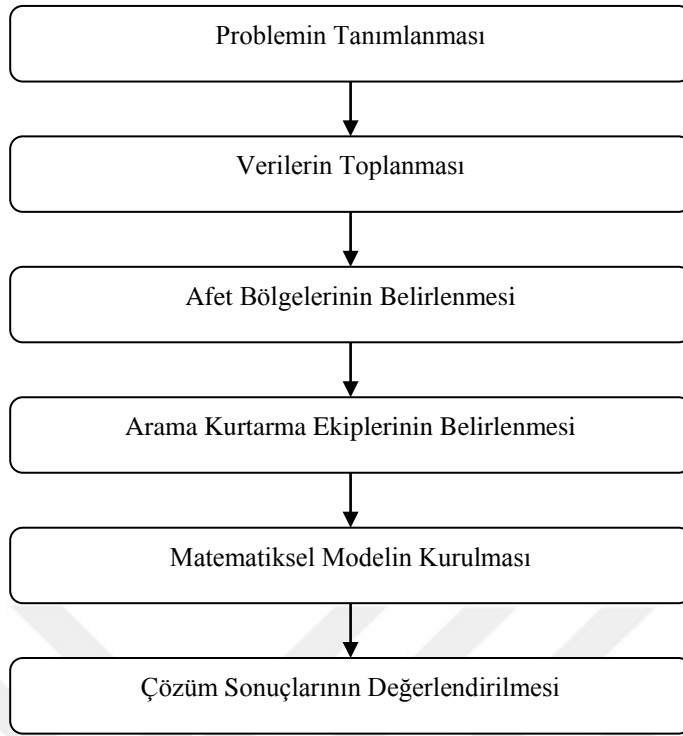 Problemin Tanımlanması
Verilerin Toplanması
Afet Bölgelerinin Belirlenmesi
Arama Kurtarma Ekiplerinin Belirlenmesi
Matematiksel Modelin Kurulması
Çözüm Sonuçlarının Değerlendirilmesi